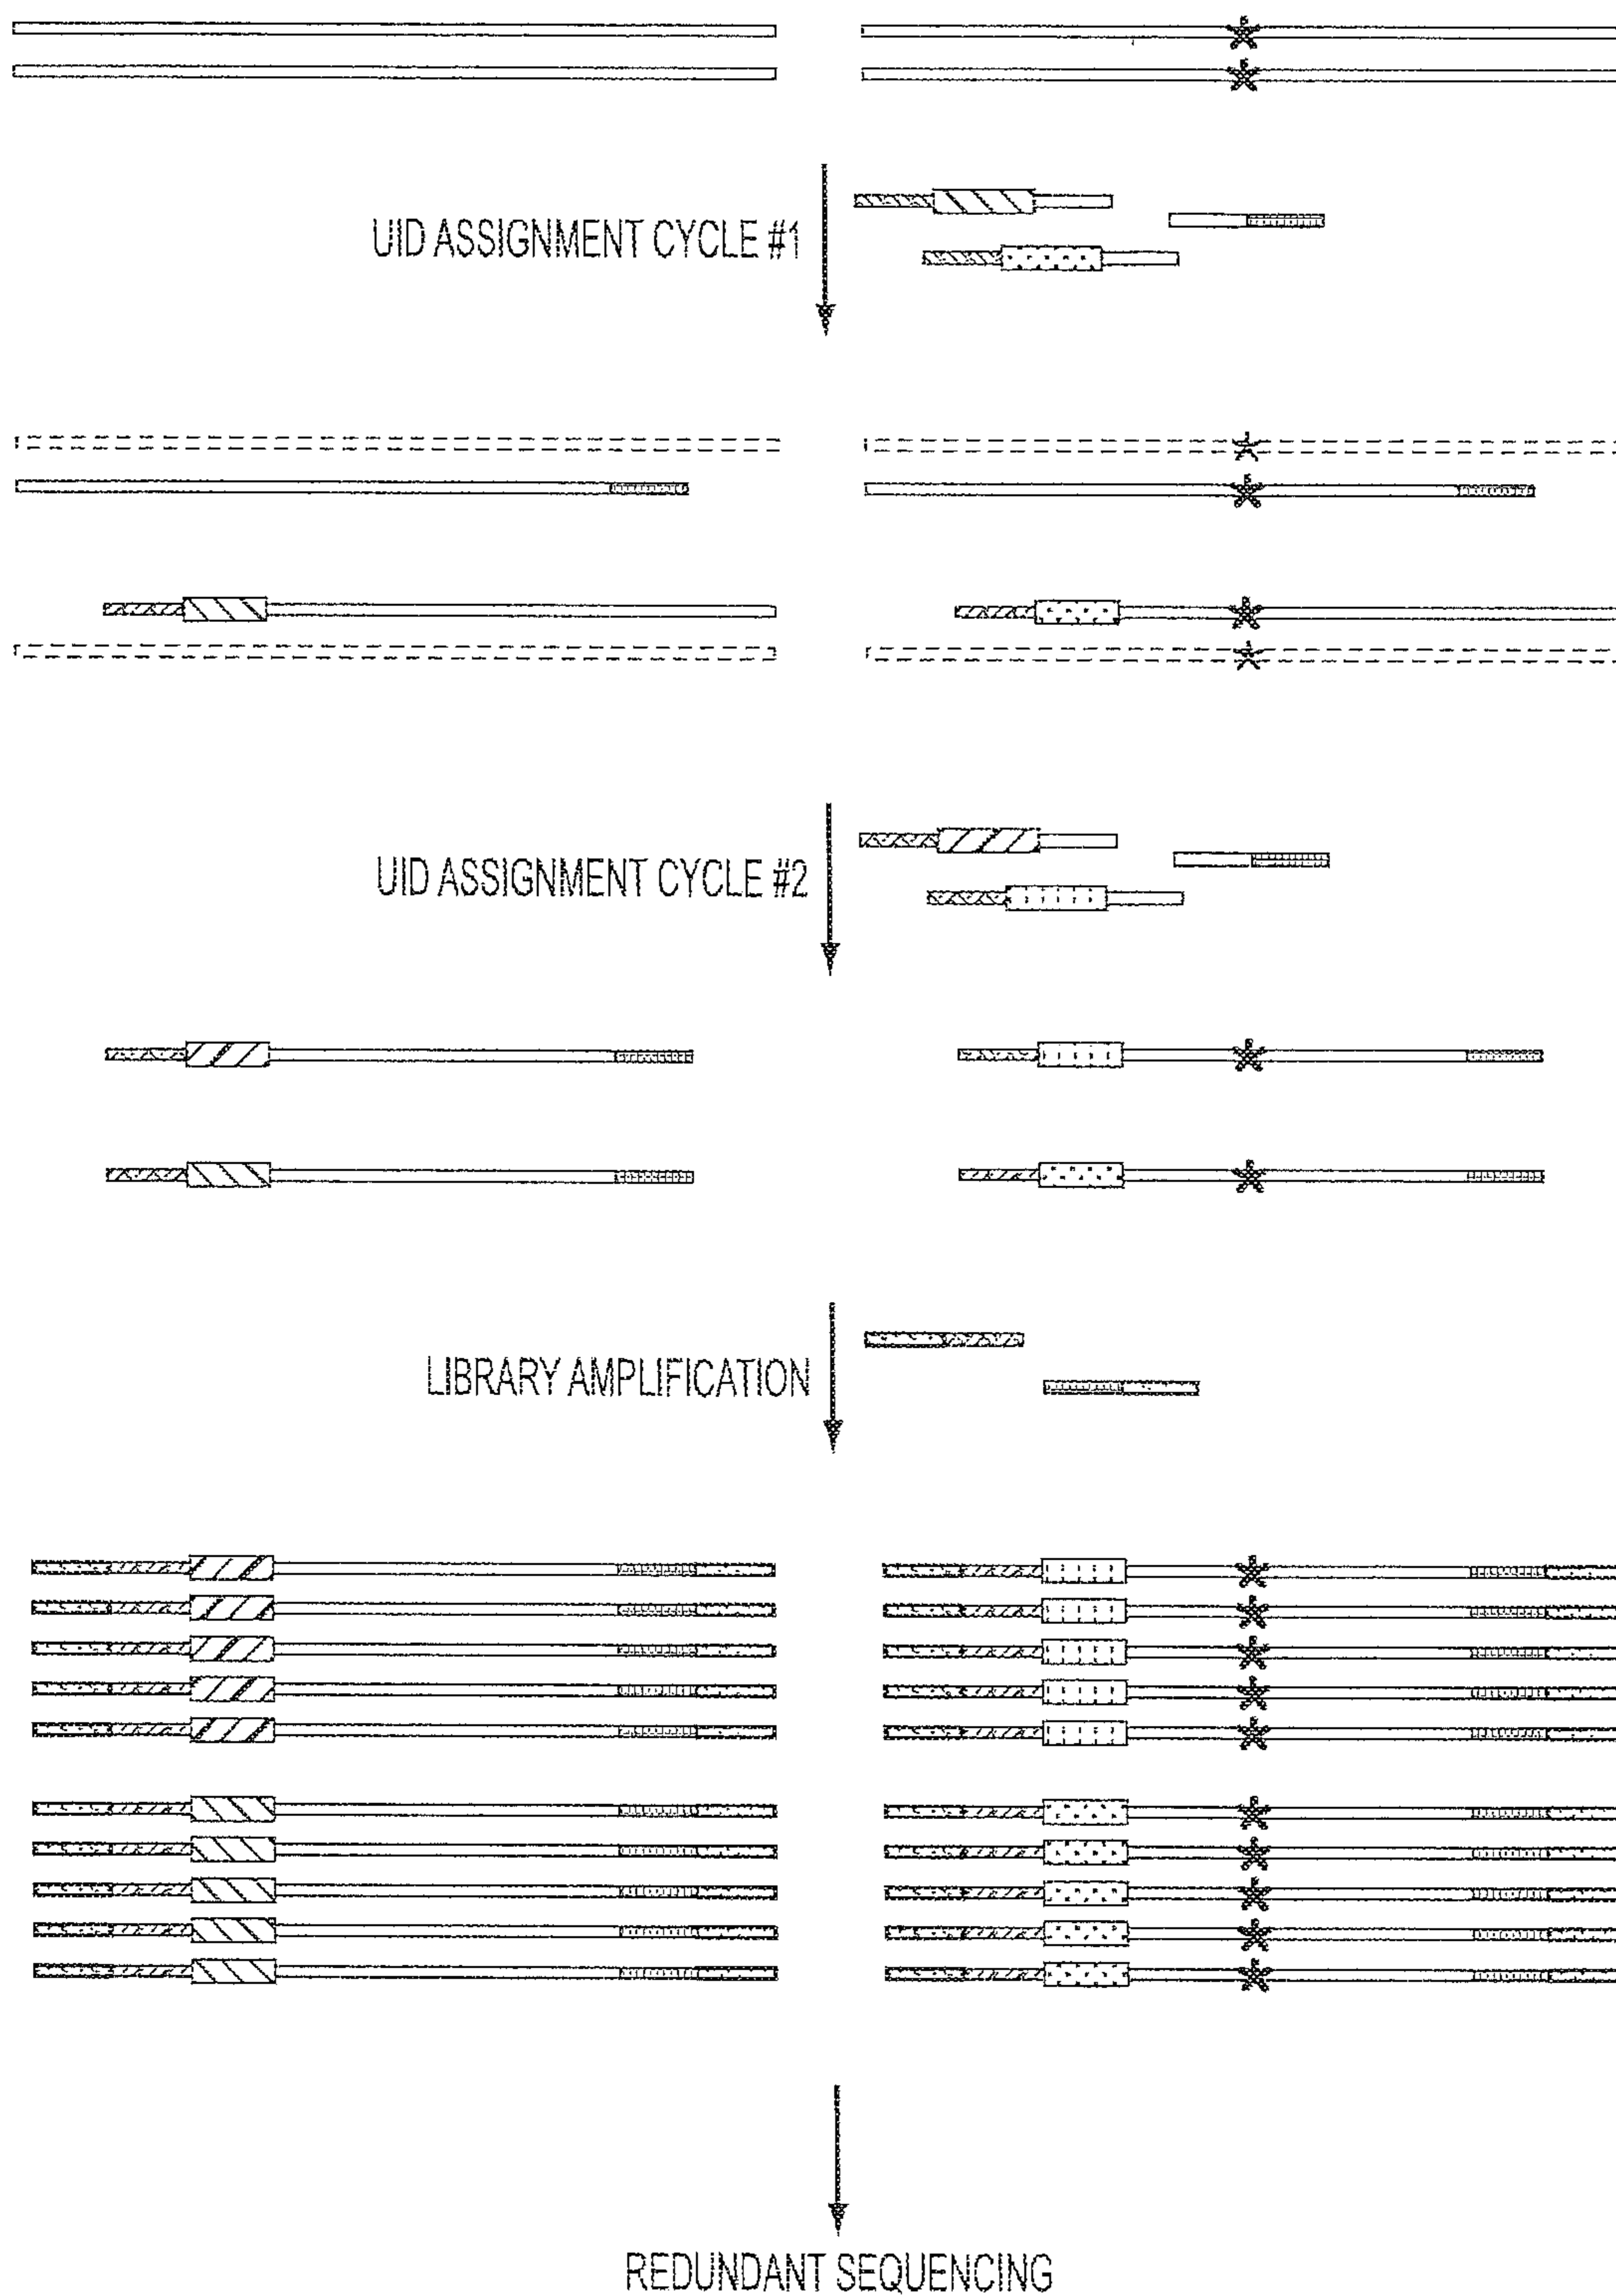 UID ASSIGNMENT CYCLE #1
UID ASSIGNMENT CYCLE #2
LIBRARY AMPLIFICATION
REDUNDANT SEQUENCING